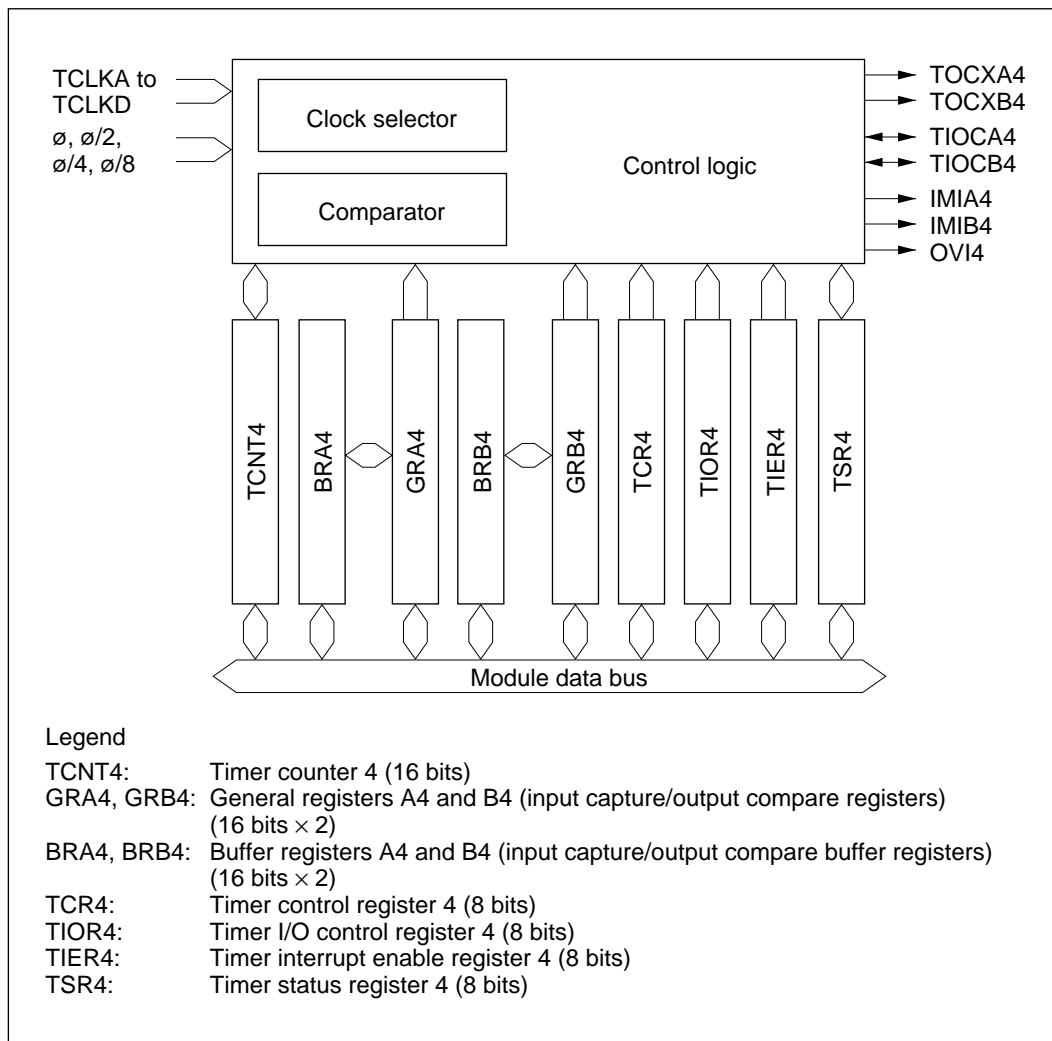 TCLKA to
TCLKD
ø, ø/2,
ø/4, ø/8
Clock selector
Comparator
Control logic
TOCXA4
TOCXB4
TIOCA4
TIOCB4
IMIA4
IMIB4
OVI4
TCNT4
BRA4
GRA4
BRB4
GRB4
TCR4
TIOR4
TIER4
TSR4
Module data bus
Legend
TCNT4: Timer counter 4 (16 bits)
GRA4, GRB4: General registers A4 and B4 (input capture/output compare registers)
(16 bits × 2)
BRA4, BRB4: Buffer registers A4 and B4 (input capture/output compare buffer registers)
(16 bits × 2)
TCR4: Timer control register 4 (8 bits)
TIOR4: Timer I/O control register 4 (8 bits)
TIER4: Timer interrupt enable register 4 (8 bits)
TSR4: Timer status register 4 (8 bits)